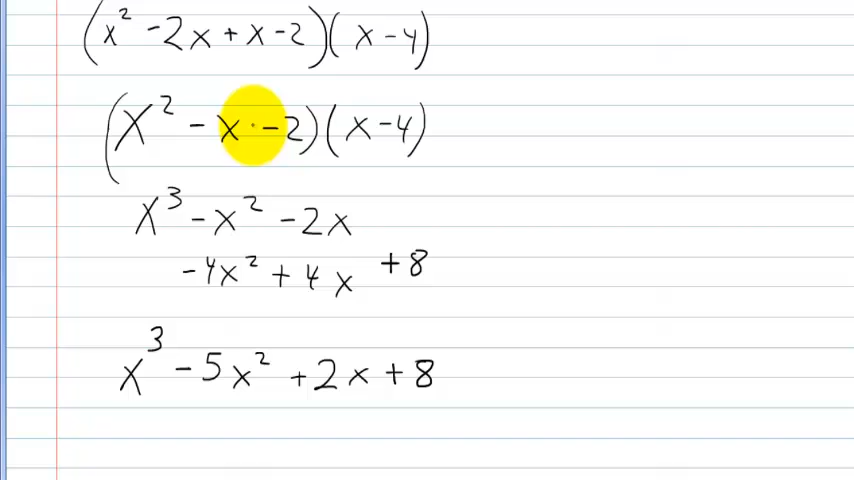 (x² - 2x + x - 2)(x - 4)
(x² - x - 2)(x - 4)
x³ - x² - 2x
- 4x² + 4x + 8
x³ - 5x² + 2x + 8